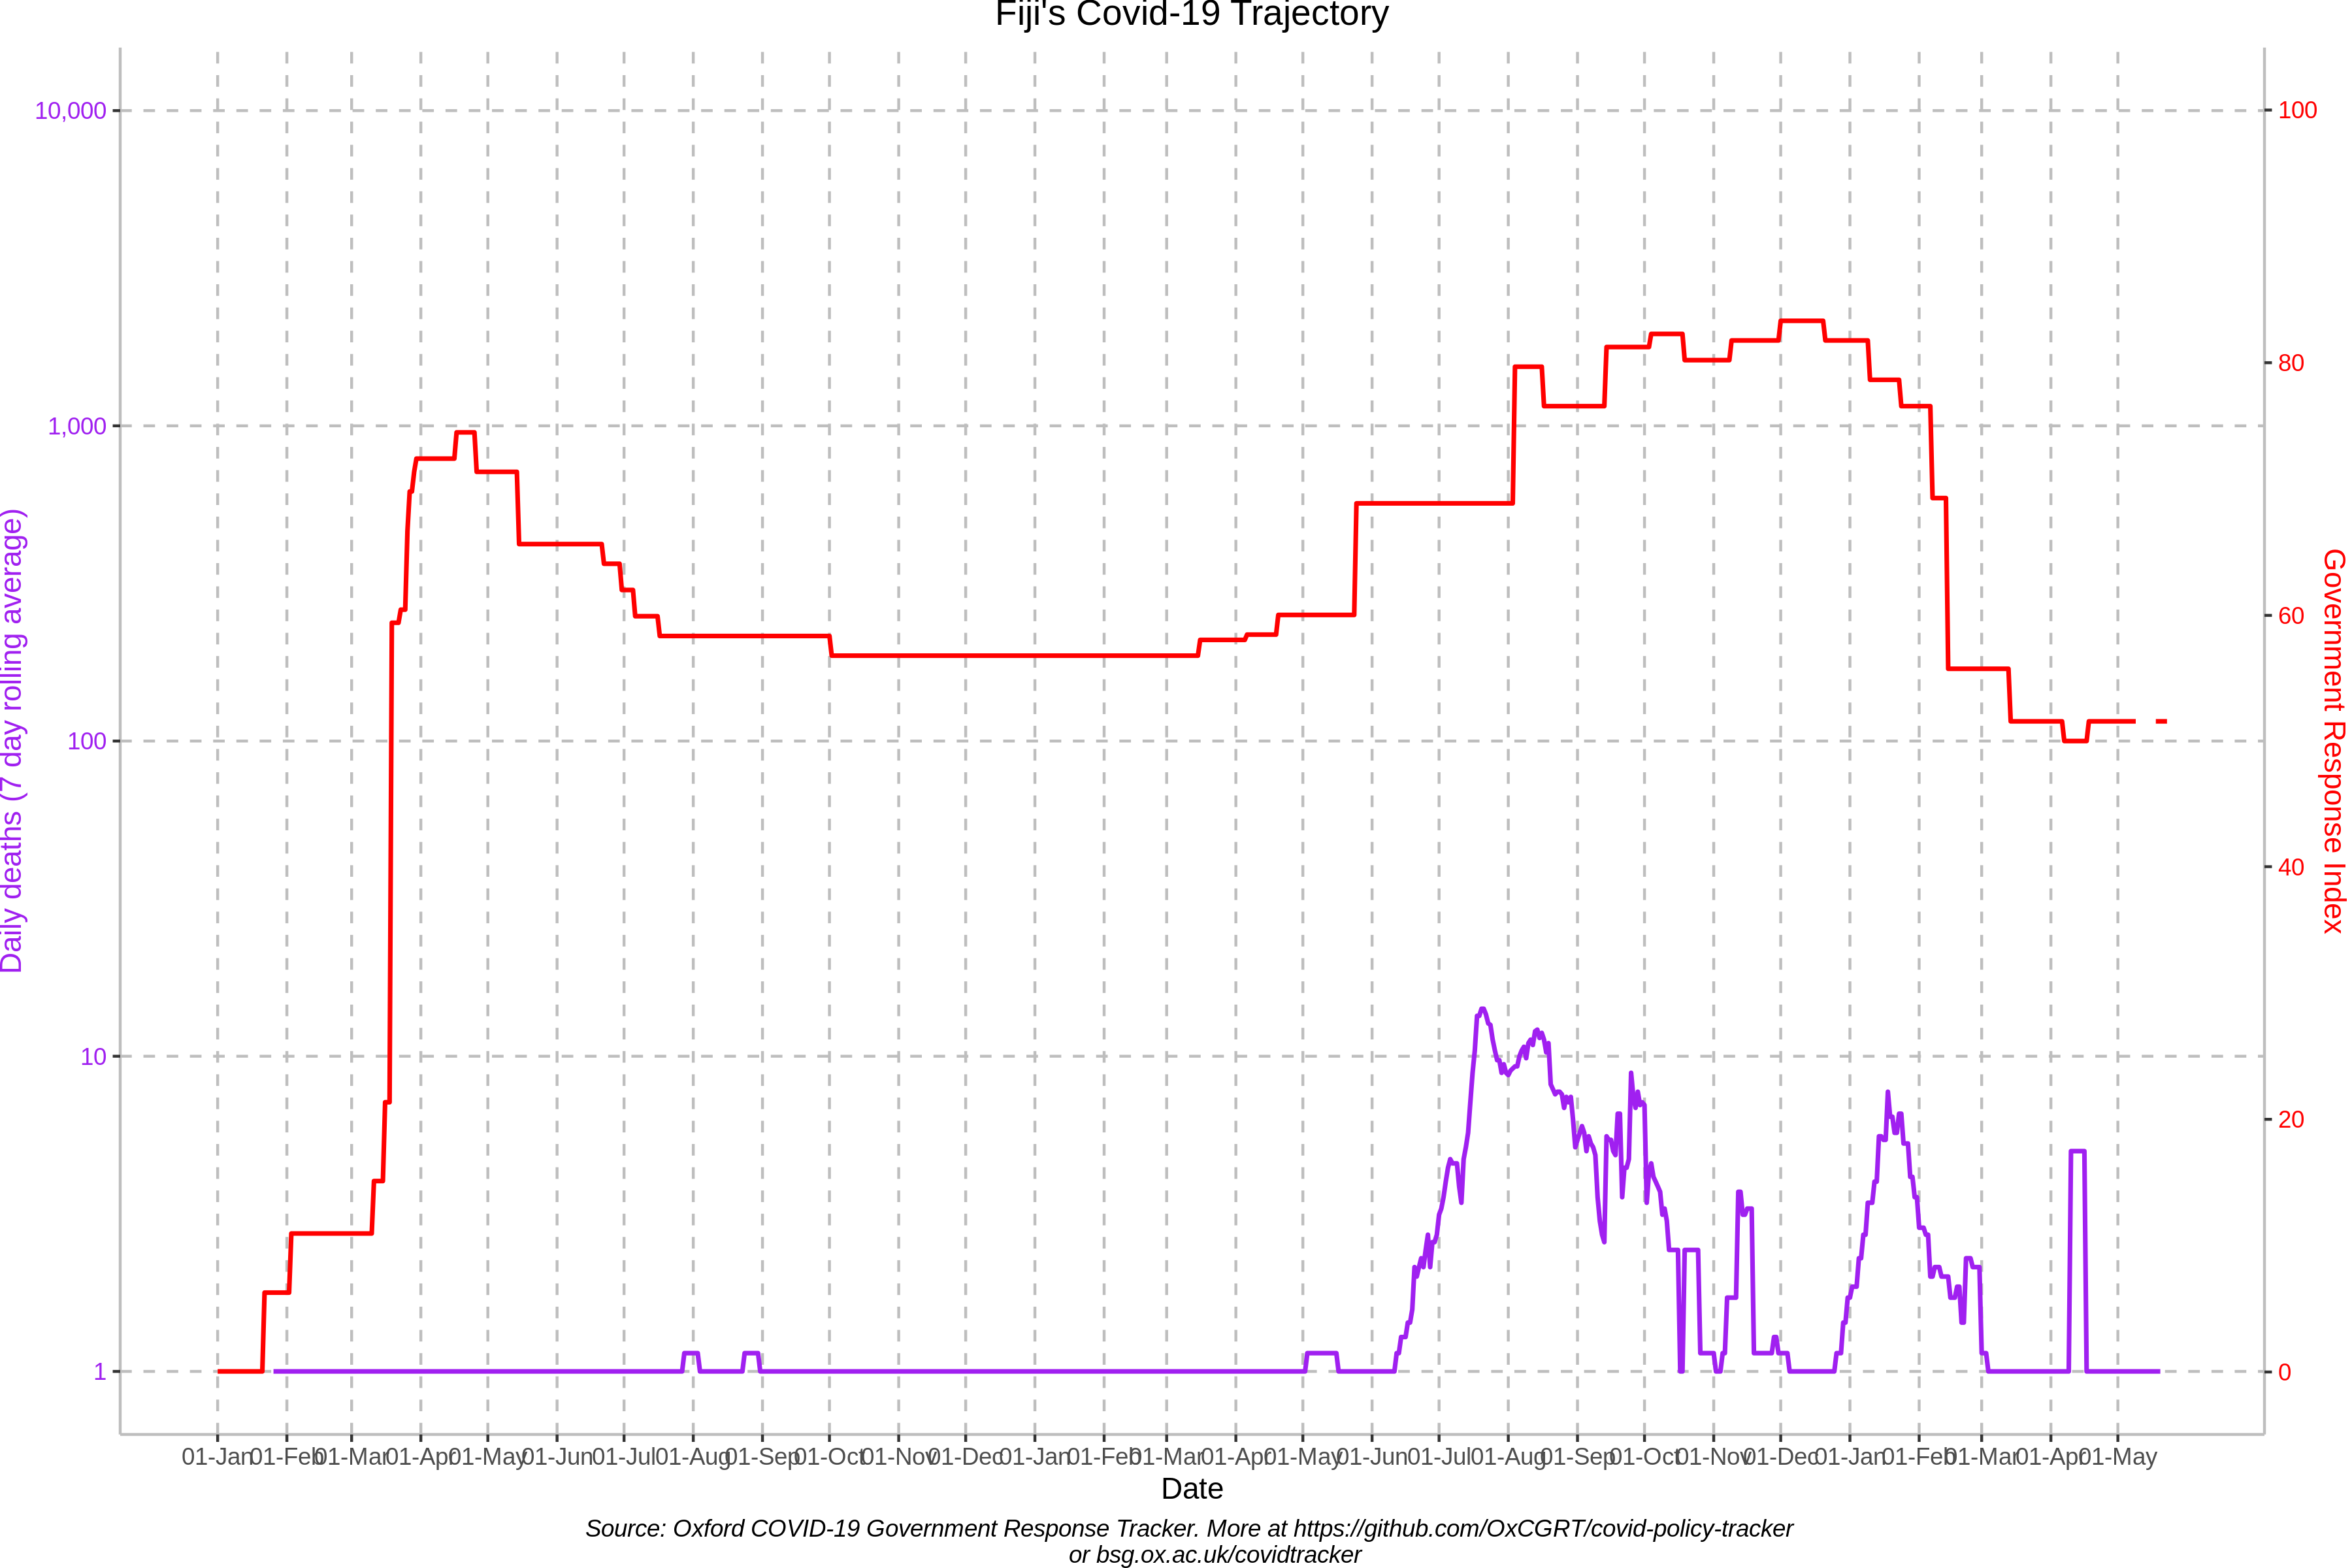 Fiji's Covid-19 Trajectory
10,000
1,000
100
10
1
Daily deaths (7 day rolling average)
100
80
60
40
20
0
Government Response Index
01-Jan 01-Feb 01-Mar 01-Apr 01-May 01-Jun 01-Jul 01-Aug 01-Sep 01-Oct 01-Nov 01-Dec 01-Jan 01-Feb 01-Mar 01-Apr 01-May 01-Jun 01-Jul 01-Aug 01-Sep 01-Oct 01-Nov 01-Dec 01-Jan 01-Feb 01-Mar 01-Apr 01-May
Date
Source: Oxford COVID-19 Government Response Tracker. More at https://github.com/OxCGRT/covid-policy-tracker
or bsg.ox.ac.uk/covidtracker